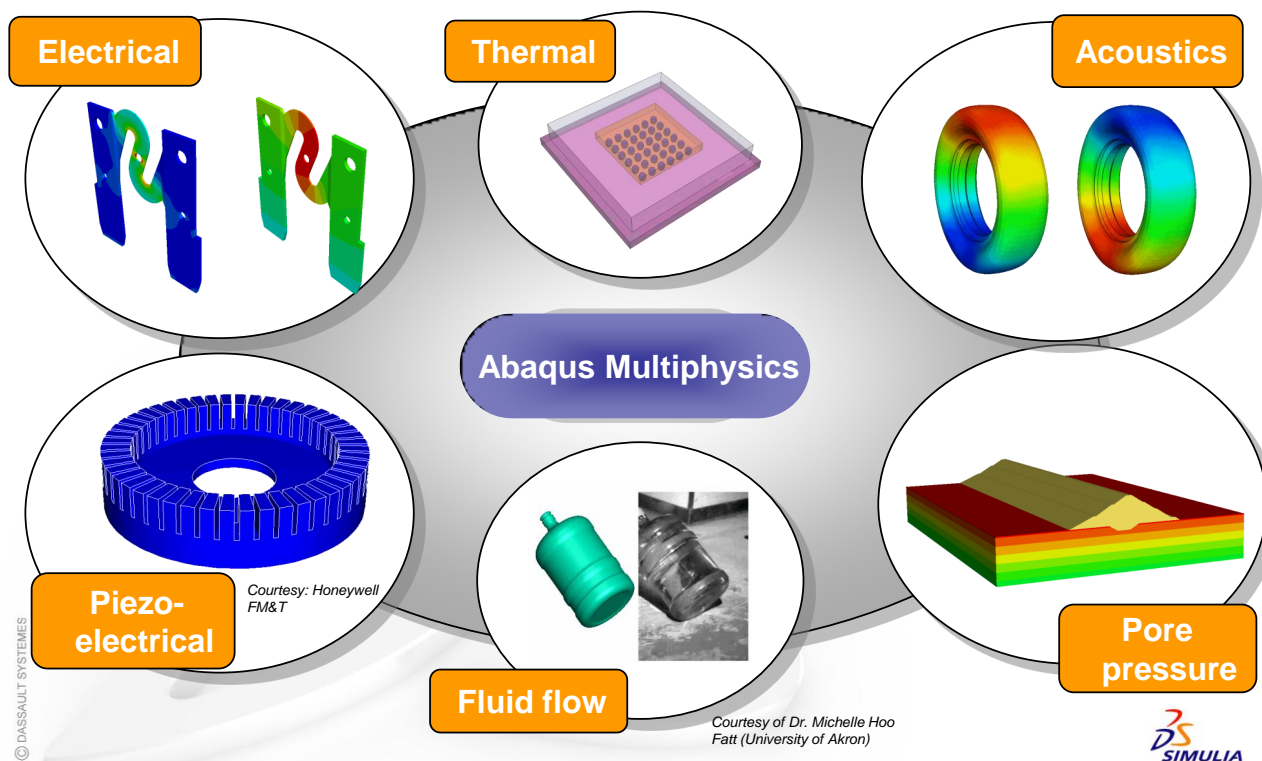 Electrical
Thermal
Acoustics
Abaqus Multiphysics
Piezo-
electrical
Courtesy: Honeywell
FM&T
Fluid flow
Courtesy of Dr. Michelle Hoo
Fatt (University of Akron)
Pore
pressure
© DASSAULT SYSTEMES
SIMULIA